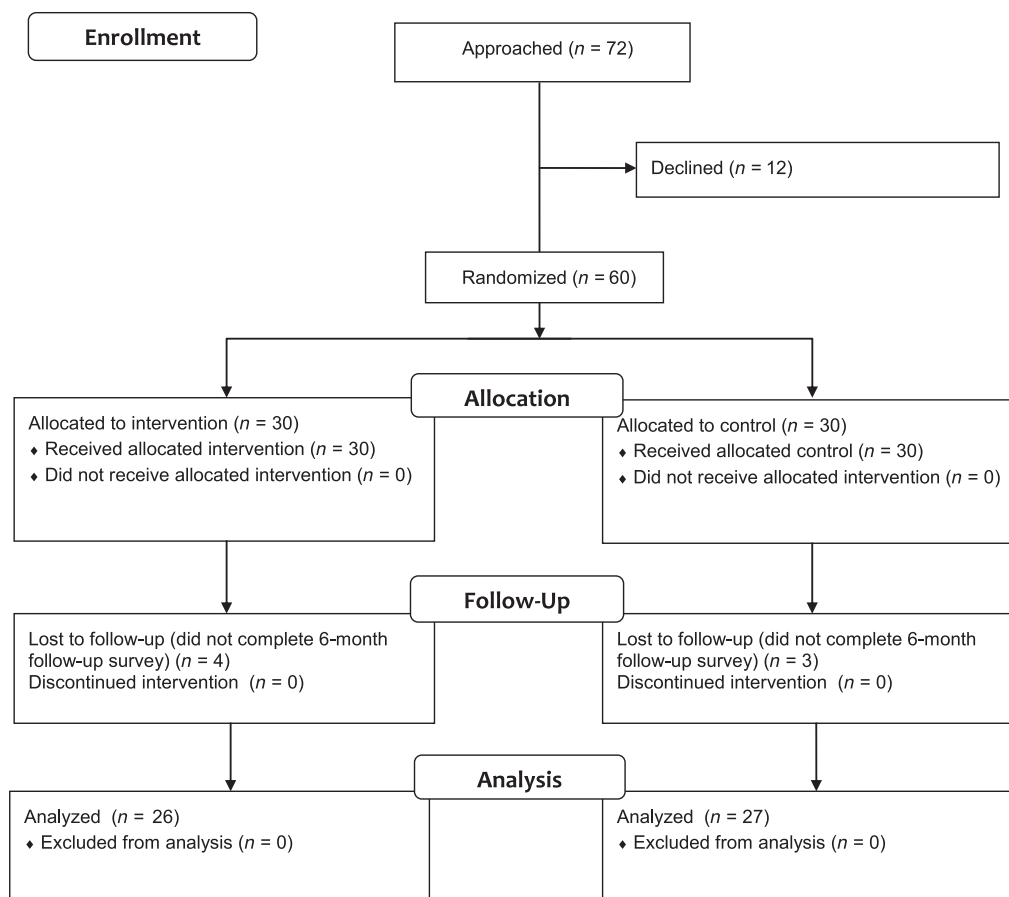 Enrollment
Approached (n = 72)
Declined (n = 12)
Randomized (n = 60)
Allocation
Allocated to intervention (n = 30)
♦ Received allocated intervention (n = 30)
♦ Did not receive allocated intervention (n = 0)
Allocated to control (n = 30)
♦ Received allocated control (n = 30)
♦ Did not receive allocated intervention (n = 0)
Follow-Up
Lost to follow-up (did not complete 6-month
follow-up survey) (n = 4)
Discontinued intervention (n = 0)
Lost to follow-up (did not complete 6-month
follow-up survey) (n = 3)
Discontinued intervention (n = 0)
Analysis
Analyzed (n = 26)
♦ Excluded from analysis (n = 0)
Analyzed (n = 27)
♦ Excluded from analysis (n = 0)